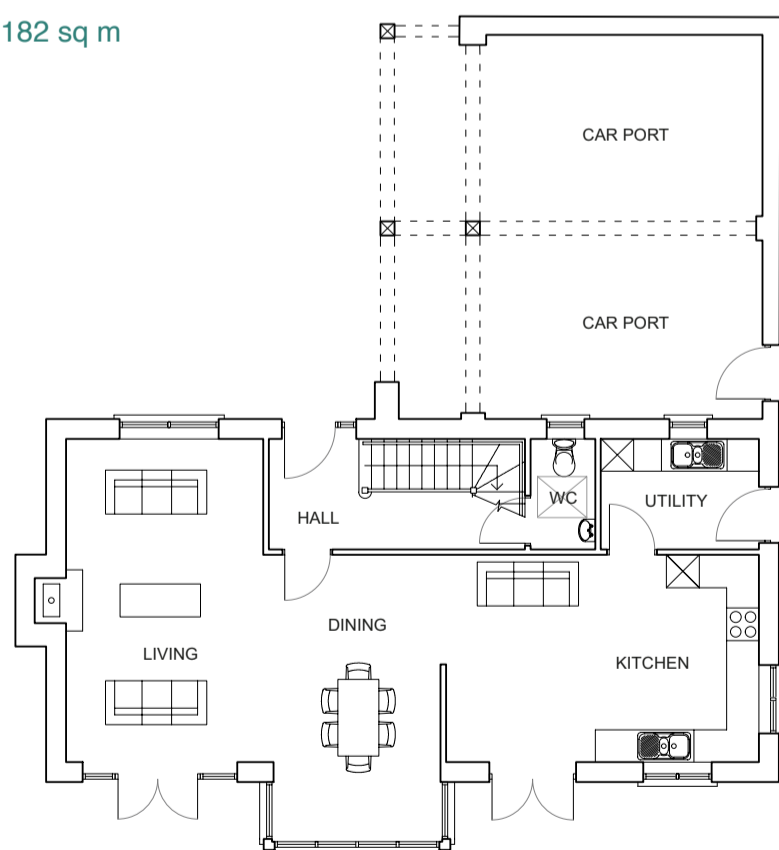 182 sq m
CAR PORT
CAR PORT
HALL
WC
UTILITY
DINING
LIVING
KITCHEN